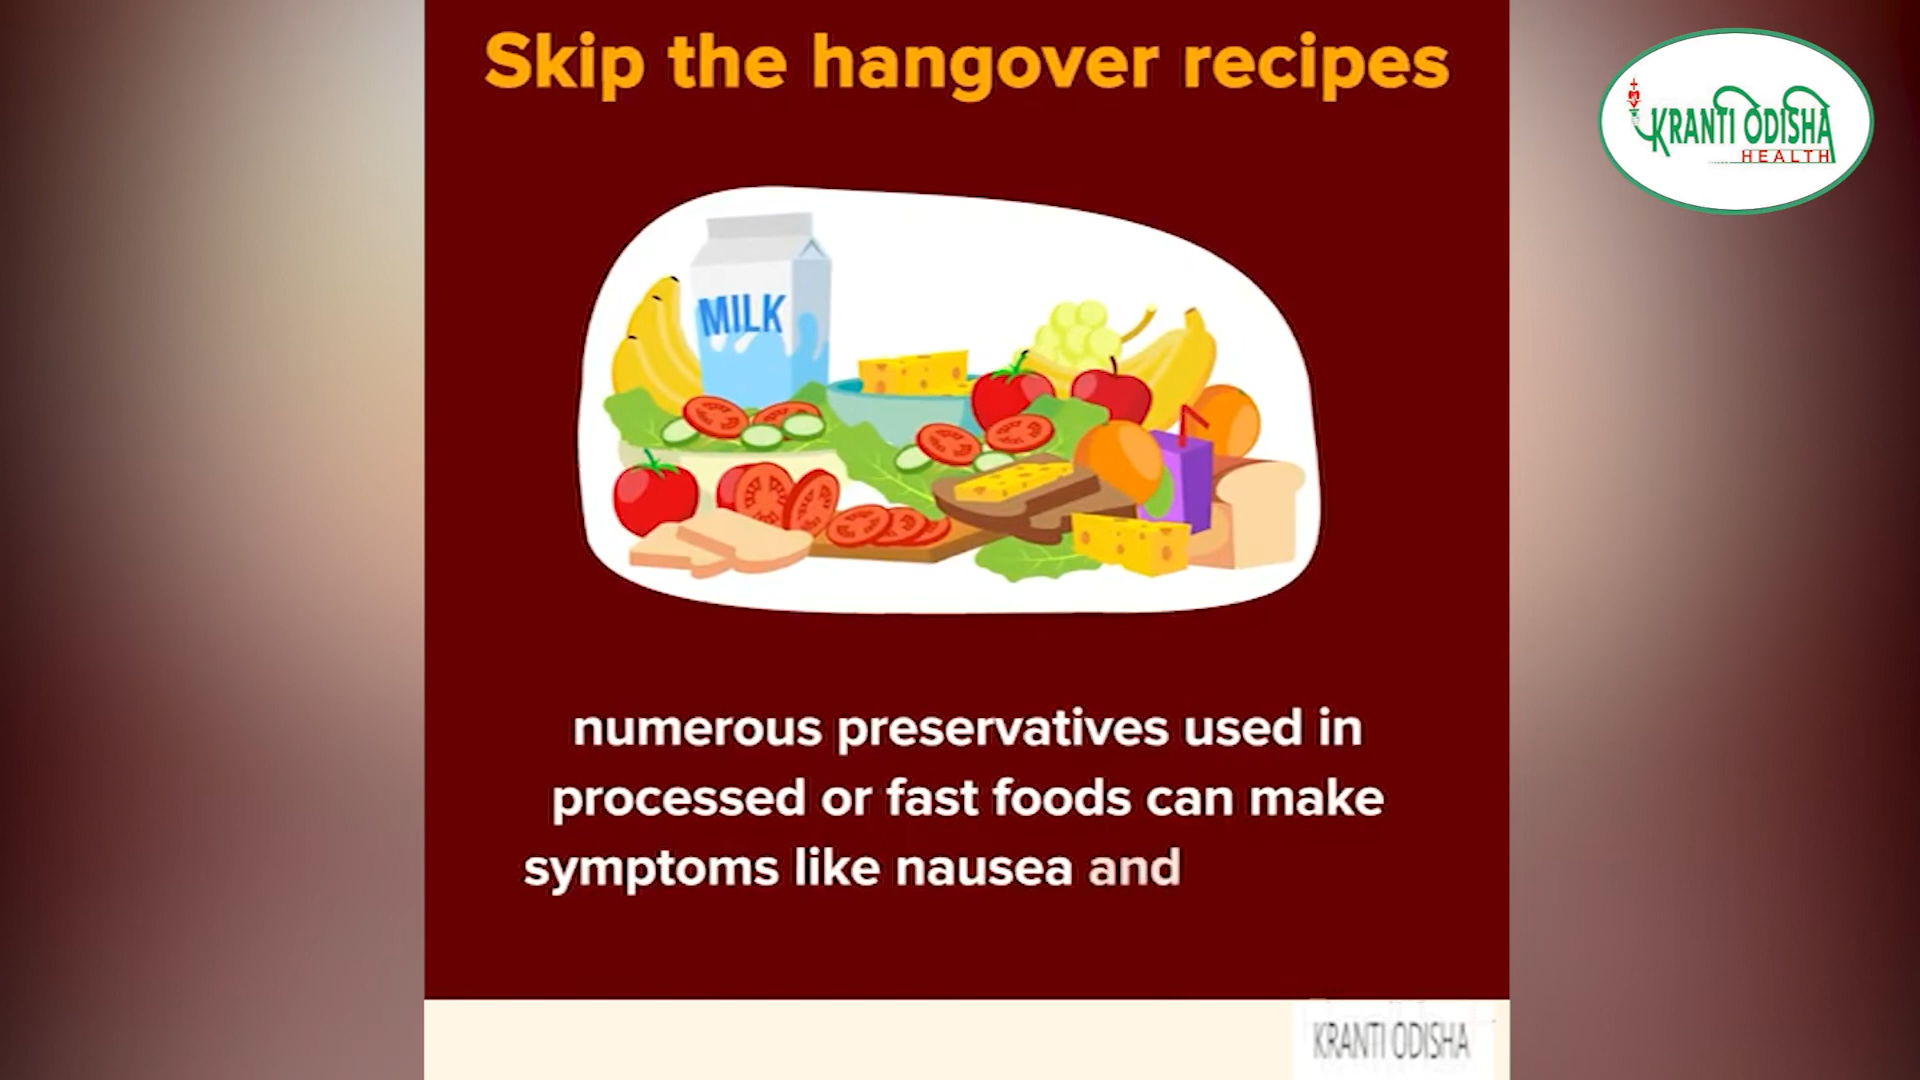 Skip the hangover recipes
KRANTI ODISHA
HEALTH
MILK
numerous preservatives used in
processed or fast foods can make
symptoms like nausea and
KRANTI ODISHA